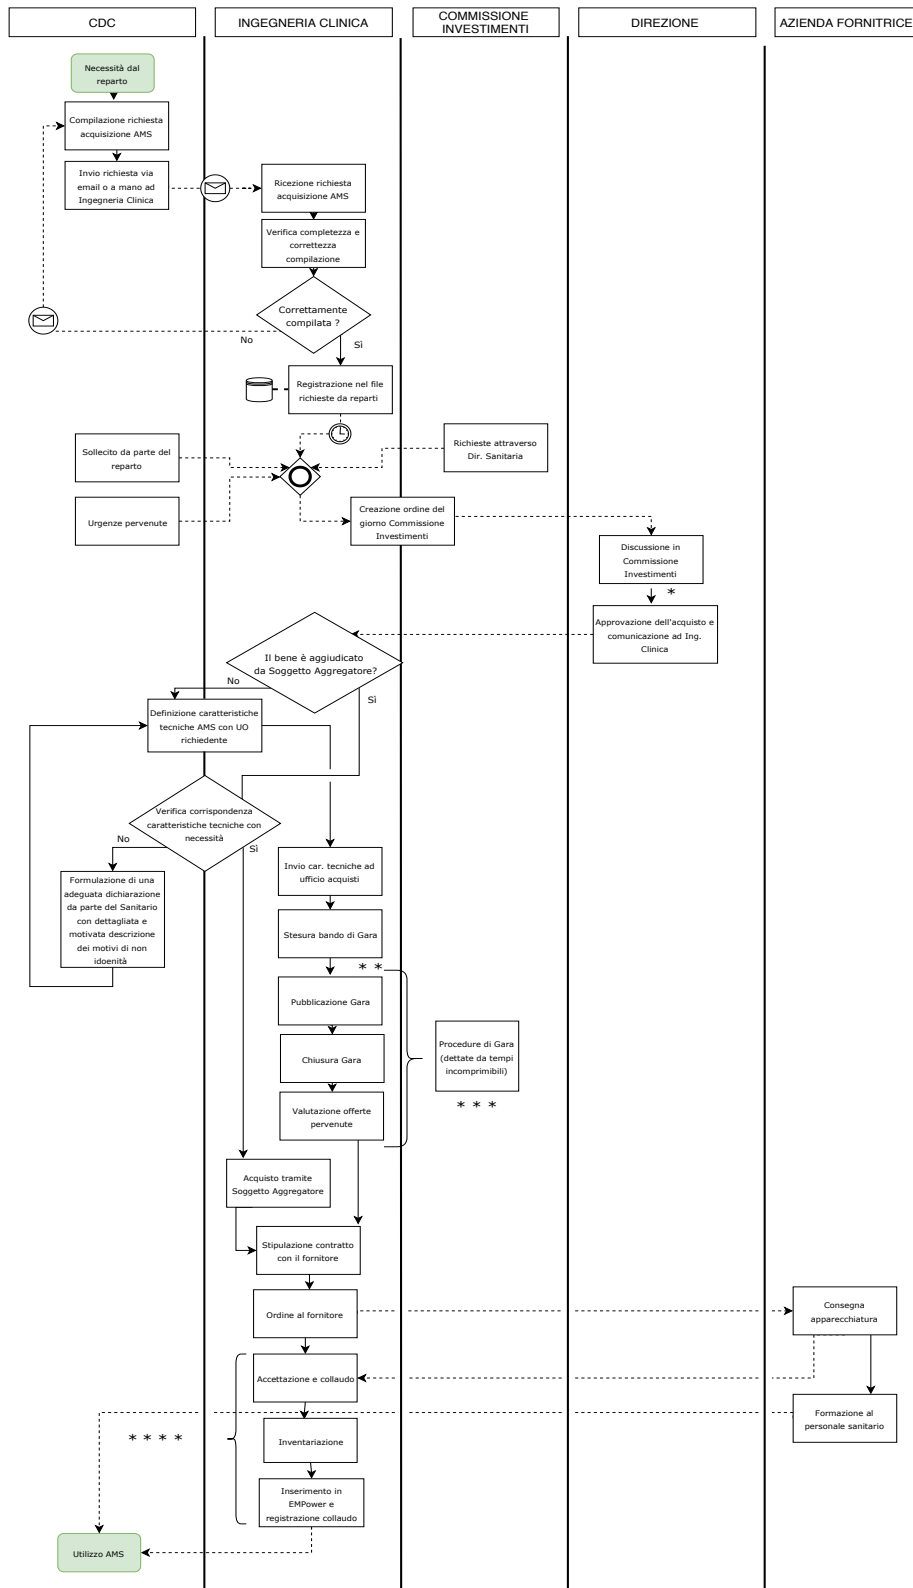 CDC
INGEGNERIA CLINICA
COMMISSIONE
INVESTIMENTI
DIREZIONE
AZIENDA FORNITRICE
Necessità dal
reparto
Compilazione richiesta
acquisizione AMS
Invio richiesta via
email o a mano ad
Ingegneria Clinica
Ricezione richiesta
acquisizione AMS
Verifica completezza e
correttezza
compilazione
Correttamente
compilata ?
No
Sì
Registrazione nel file
richieste da reparti
Sollecito da parte del
reparto
Richieste attraverso
Dir. Sanitaria
Urgenze pervenute
Creazione ordine del
giorno Commissione
Investimenti
Discussione in
Commissione
Investimenti
*
Approvazione dell'acquisto e
comunicazione ad Ing.
Clinica
Il bene è aggiudicato
da Soggetto Aggregatore?
No
Sì
Definizione caratteristiche
tecniche AMS con UO
richiedente
Verifica corrispondenza
caratteristiche tecniche con
necessità
No
Sì
Formulazione di una
adeguata dichiarazione
da parte del Sanitario
con dettagliata e
motivata descrizione
dei motivi di non
idoenità
Invio car. tecniche ad
ufficio acquisti
Stesura bando di Gara
* *
Pubblicazione Gara
Chiusura Gara
Procedure di Gara
(dettate da tempi
incomprimibili)
* * *
Valutazione offerte
pervenute
Acquisto tramite
Soggetto Aggregatore
Stipulazione contratto
con il fornitore
Ordine al fornitore
Consegna
apparecchiatura
Accettazione e collaudo
Formazione al
personale sanitario
* * * *
Inventariazione
Inserimento in
EMPower e
registrazione collaudo
Utilizzo AMS